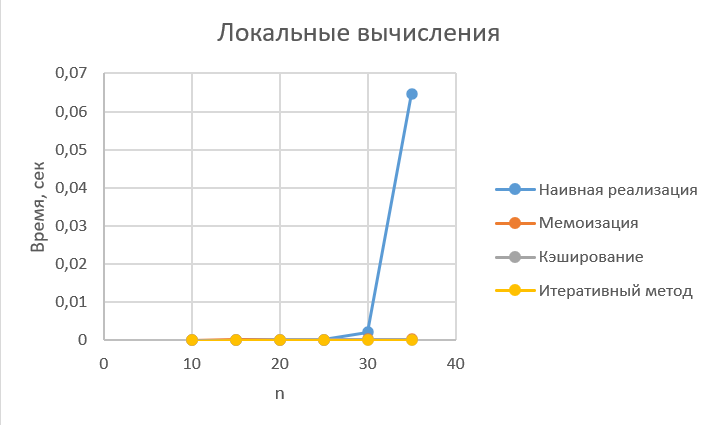 Локальные вычисления
0,07
0,06
0,05
0,04
0,03
0,02
0,01
0
Время, сек
0 10 20 30 40
n
Наивная реализация
Мемоизация
Кэширование
Итеративный метод